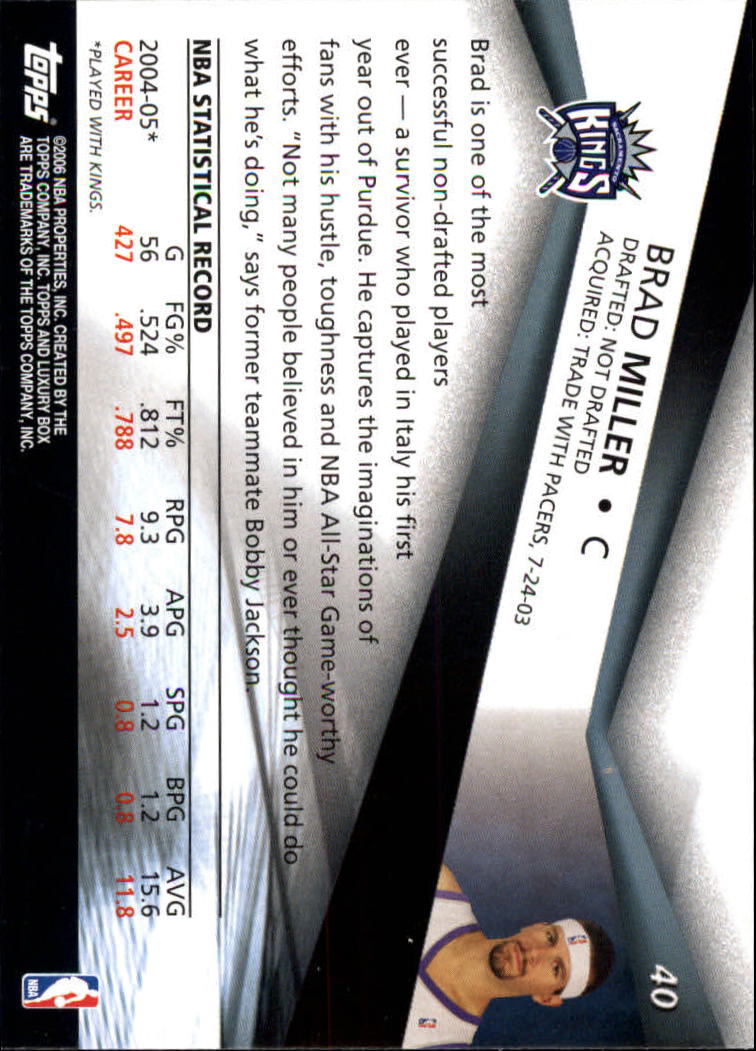 40
SACRAMENTO
KINGS
BRAD MILLER • C
DRAFTED: NOT DRAFTED
ACQUIRED: TRADE WITH PACERS, 7-24-03
Brad is one of the most
successful non-drafted players
ever — a survivor who played in Italy his first
year out of Purdue. He captures the imaginations of
fans with his hustle, toughness and NBA All-Star Game-worthy
efforts. "Not many people believed in him or ever thought he could do
what he's doing," says former teammate Bobby Jackson.
NBA STATISTICAL RECORD
G FG% FT% RPG APG SPG BPG AVG
2004-05* 56 .524 .812 9.3 3.9 1.2 1.2 15.6
CAREER 427 .497 .788 7.8 2.5 0.8 0.8 11.8
*PLAYED WITH KINGS.
topps®
©2006 NBA PROPERTIES, INC. CREATED BY THE
TOPPS COMPANY, INC. TOPPS AND LUXURY BOX
ARE TRADEMARKS OF THE TOPPS COMPANY, INC.
NBA